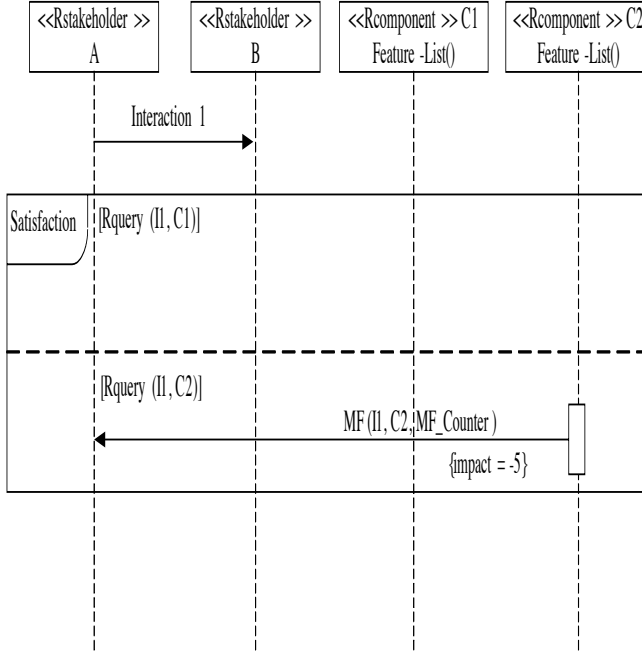 <<Rstakeholder >>
A
<<Rstakeholder >>
B
<<Rcomponent >> C1
Feature -List()
<<Rcomponent >> C2
Feature -List()
Interaction 1
Satisfaction
[Rquery (I1, C1)]
[Rquery (I1, C2)]
MF (I1, C2, MF_Counter )
{impact = -5}